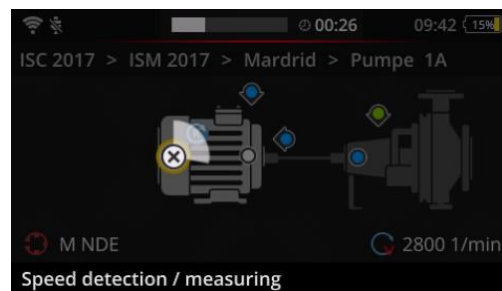 00:26 09:42 15%
ISC 2017 > ISM 2017 > Mardrid > Pumpe 1A
M NDE 2800 1/min
Speed detection / measuring